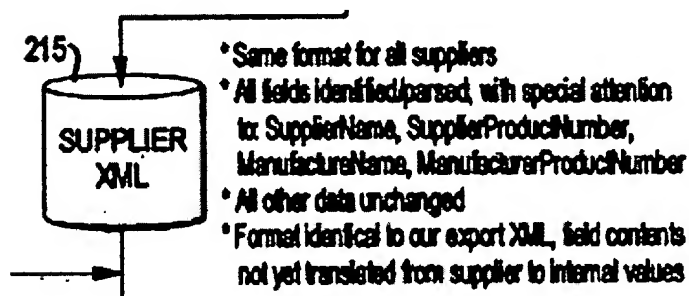 215
SUPPLIER
XML
* Same format for all suppliers
* All fields identified/parsed, with special attention
to: SupplierName, SupplierProductNumber,
ManufactureName, ManufacturerProductNumber
* All other data unchanged
* Format identical to our export XML, field contents
not yet translated from supplier to internal values